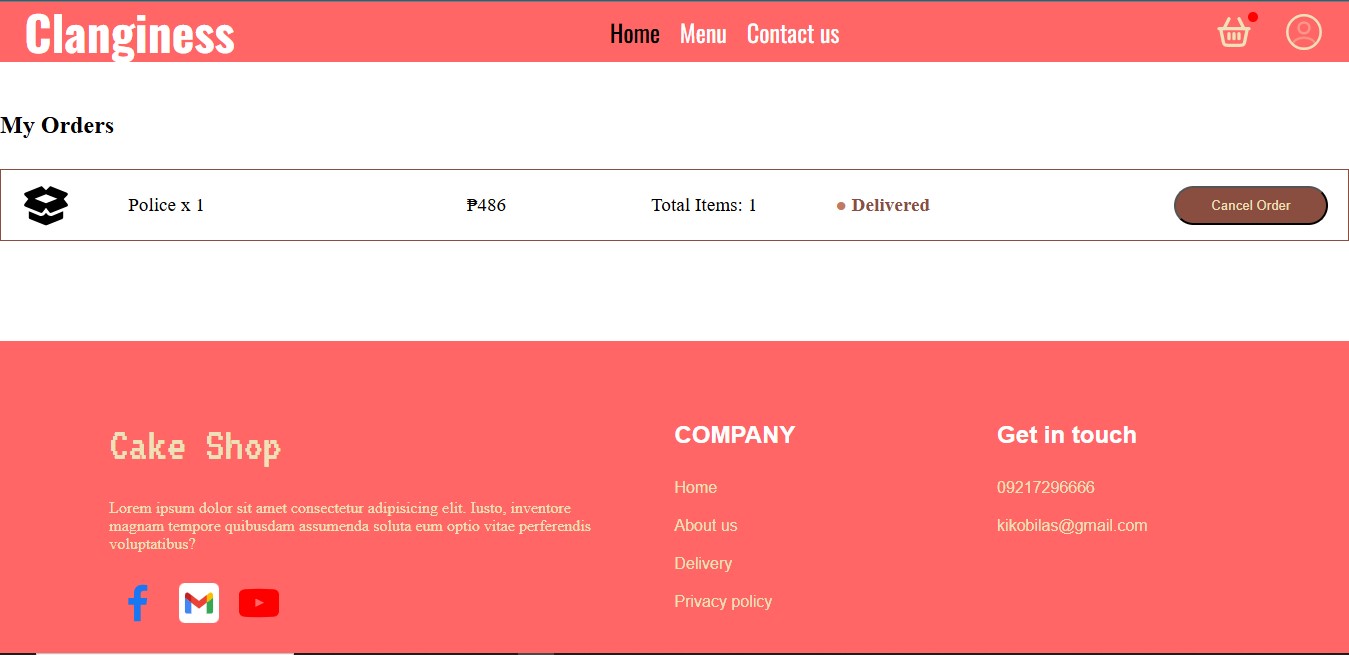 Clanginess
Home Menu Contact us
My Orders
Police x 1 ₱486 Total Items: 1 Delivered Cancel Order
Cake Shop
Lorem ipsum dolor sit amet consectetur adipisicing elit. Iusto, inventore
magnam tempore quibusdam assumenda soluta eum optio vitae perferendis
voluptatibus?
COMPANY
Home
About us
Delivery
Privacy policy
Get in touch
09217296666
kikobilas@gmail.com